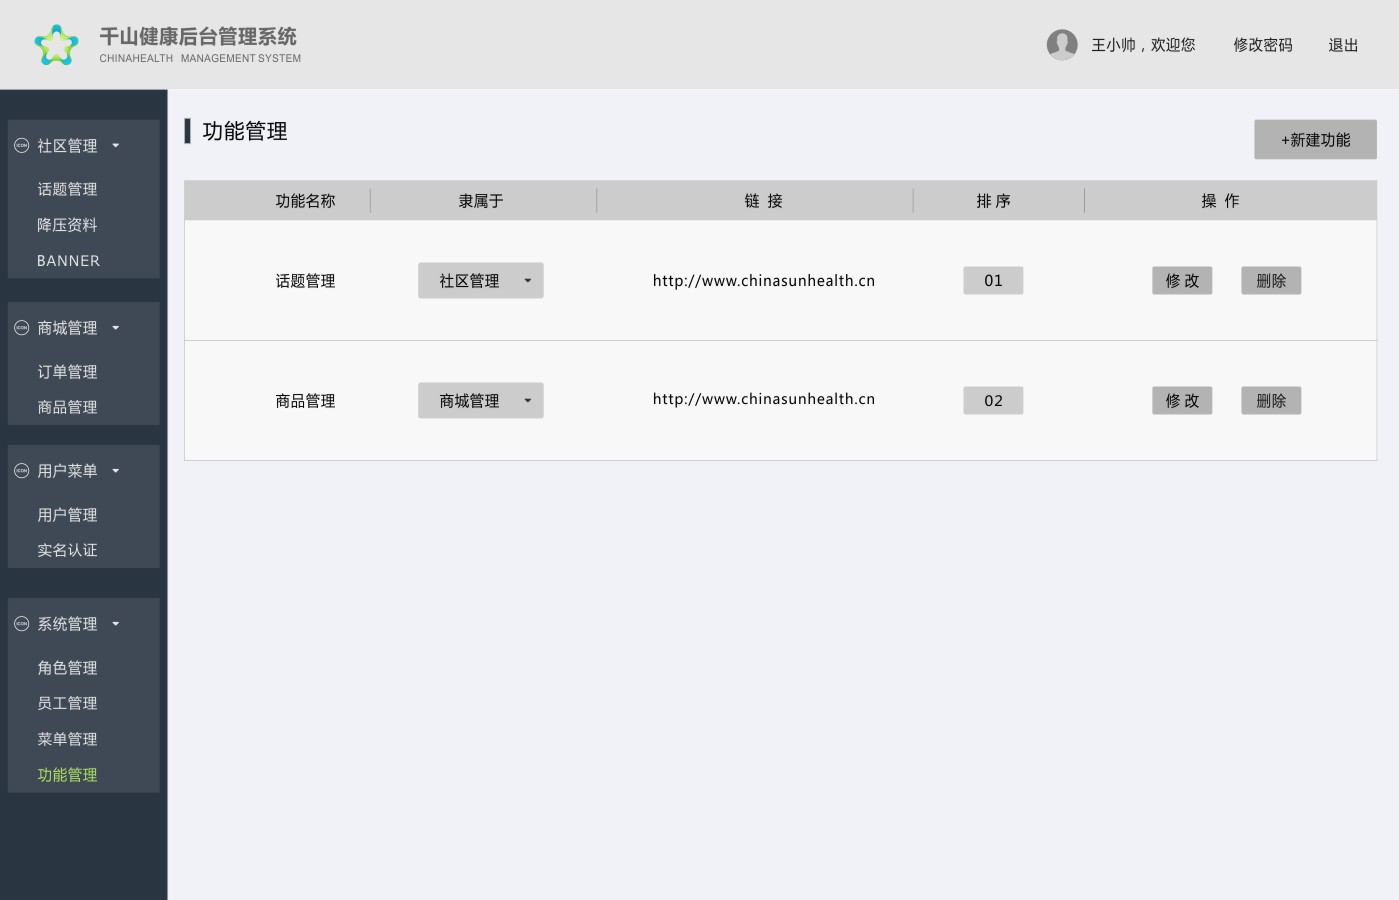 千山健康后台管理系统
CHINAHEALTH MANAGEMENT SYSTEM
王小帅，欢迎您 修改密码 退出
ICON 社区管理
话题管理
降压资料
BANNER
ICON 商城管理
订单管理
商品管理
ICON 用户菜单
用户管理
实名认证
ICON 系统管理
角色管理
员工管理
菜单管理
功能管理
功能管理
+新建功能
功能名称 隶属于 链 接 排 序 操 作
话题管理 社区管理 http://www.chinasunhealth.cn 01 修 改 删除
商品管理 商城管理 http://www.chinasunhealth.cn 02 修 改 删除